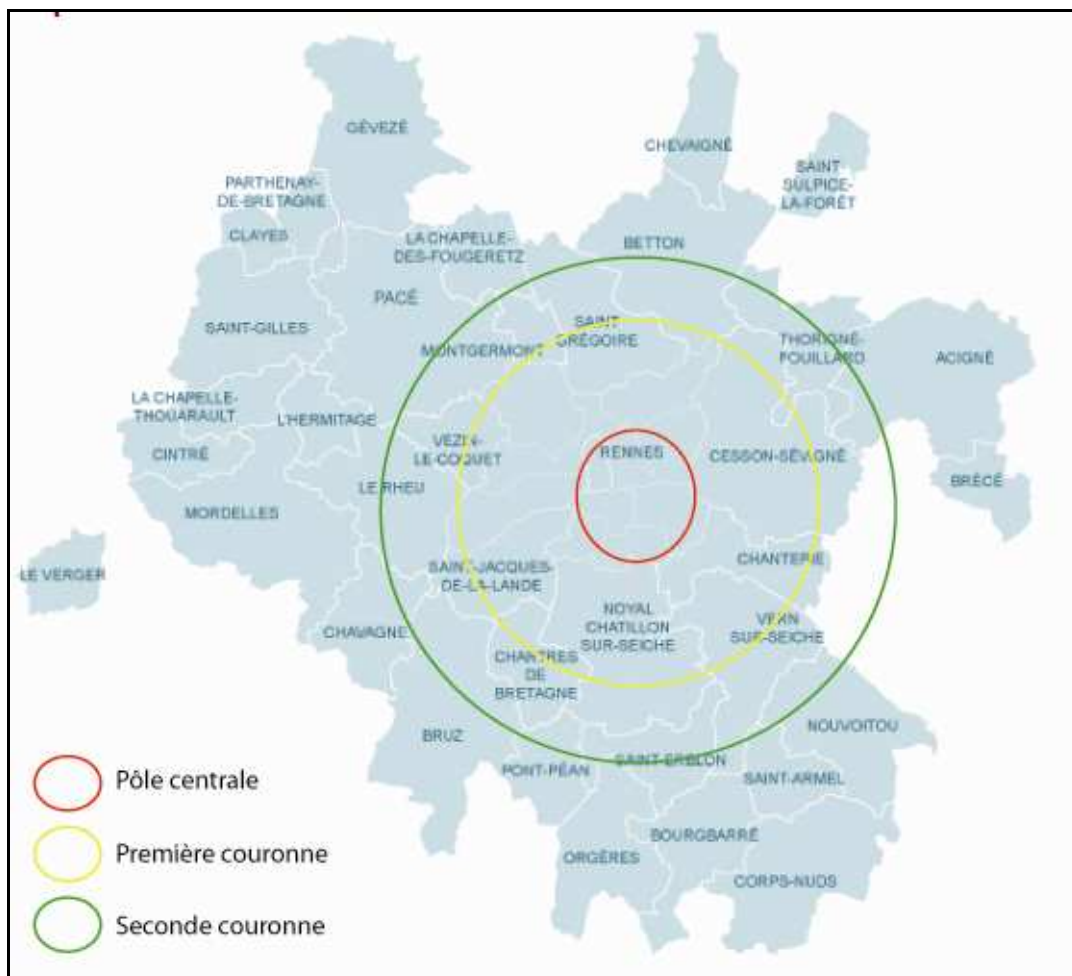 GÉVEZÉ
CHEVAIGNÉ
SAINT
SULPICE-
LA-FORÊT
PARTHENAY-
DE-BRETAGNE
CLAYES
LA CHAPELLE-
DES-FOUGERETZ
BETTON
PACÉ
SAINT-GILLES
MONTGERMONT
SAINT
GRÉGOIRE
THORIGNÉ-
FOUILLARD
ACIGNÉ
LA CHAPELLE-
THOUARAULT
L'HERMITAGE
CINTRÉ
VEZIN-
LE-COQUET
RENNES
CESSON-SÉVIGNÉ
BRÉCÉ
LE RHEU
MORDELLES
LE VERGER
SAINT-JACQUES-
DE-LA-LANDE
CHANTERIE
CHAVAGNE
NOYAL
CHATILLON
SUR-SEICHE
VERN
SUR-SEICHE
CHANTRES
DE
BRETAGNE
BRUZ
NOUVOITOU
PONT-PÉAN
SAINT-ERBLON
SAINT-ARMEL
BOURGBARRÉ
ORGÈRES
CORPS-NUDS
Pôle centrale
Première couronne
Seconde couronne